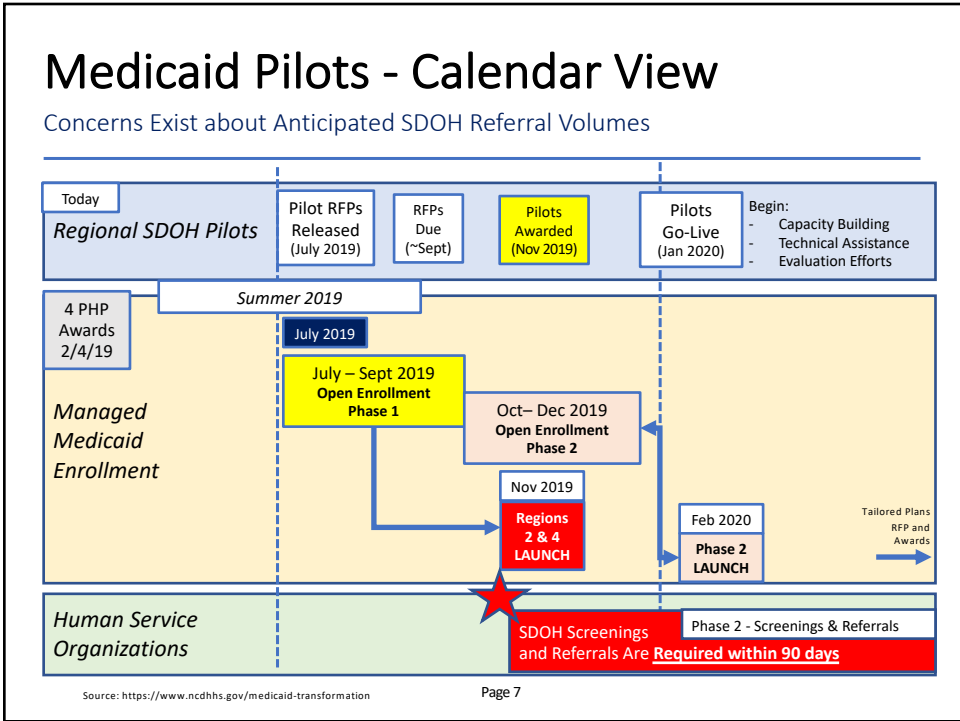 Medicaid Pilots - Calendar View
Concerns Exist about Anticipated SDOH Referral Volumes
Today
Regional SDOH Pilots
Pilot RFPs
Released
(July 2019)
RFPs
Due
(~Sept)
Pilots
Awarded
(Nov 2019)
Pilots
Go-Live
(Jan 2020)
Begin:
- Capacity Building
- Technical Assistance
- Evaluation Efforts
Summer 2019
4 PHP
Awards
2/4/19
July 2019
July – Sept 2019
Open Enrollment
Phase 1
Managed
Medicaid
Enrollment
Oct– Dec 2019
Open Enrollment
Phase 2
Nov 2019
Regions
2 & 4
LAUNCH
Feb 2020
Phase 2
LAUNCH
Tailored Plans
RFP and
Awards
Human Service
Organizations
Phase 2 - Screenings & Referrals
SDOH Screenings
and Referrals Are Required within 90 days
Source: https://www.ncdhhs.gov/medicaid-transformation
Page 7